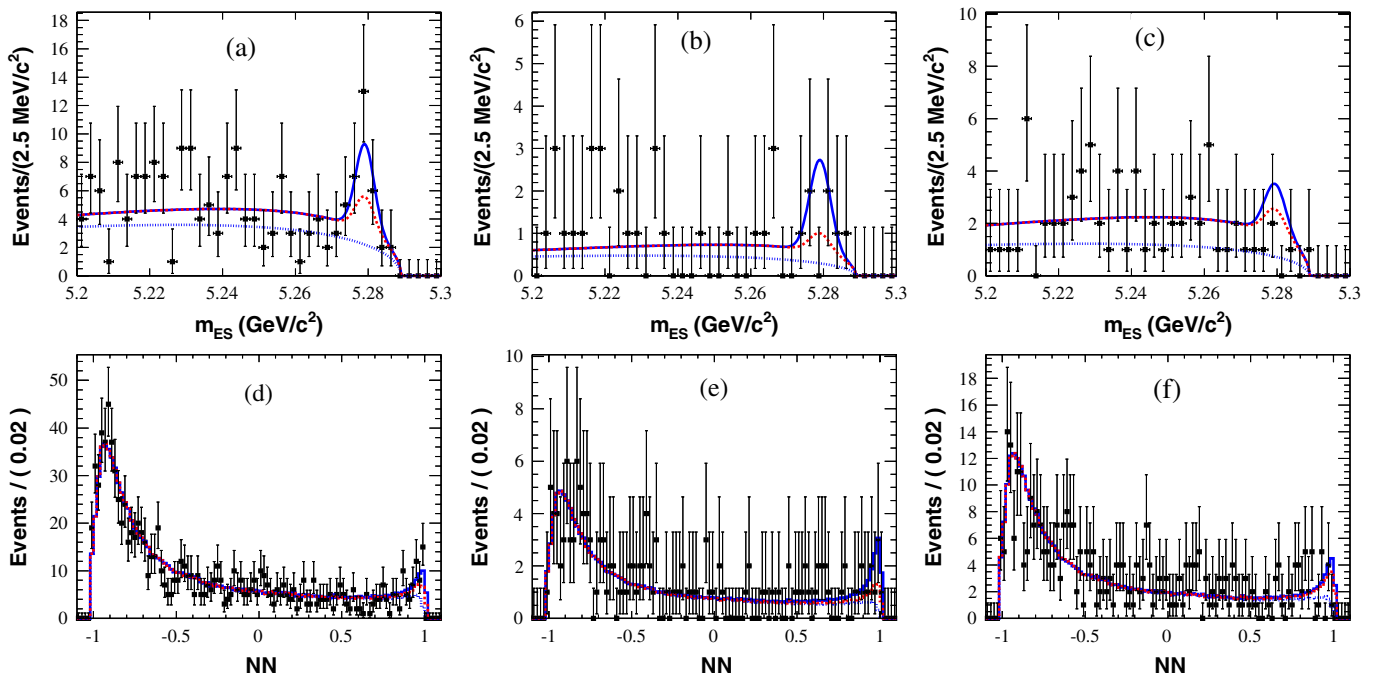 (a)
Events/(2.5 MeV/c²)
18
16
14
12
10
8
6
4
2
0
5.2 5.22 5.24 5.26 5.28 5.3
m_ES (GeV/c²)
(b)
Events/(2.5 MeV/c²)
6
5
4
3
2
1
0
5.2 5.22 5.24 5.26 5.28 5.3
m_ES (GeV/c²)
(c)
Events/(2.5 MeV/c²)
10
8
6
4
2
0
5.2 5.22 5.24 5.26 5.28 5.3
m_ES (GeV/c²)
(d)
Events / ( 0.02 )
50
40
30
20
10
0
-1 -0.5 0 0.5 1
NN
(e)
Events / ( 0.02 )
10
8
6
4
2
0
-1 -0.5 0 0.5 1
NN
(f)
Events / ( 0.02 )
18
16
14
12
10
8
6
4
2
0
-1 -0.5 0 0.5 1
NN